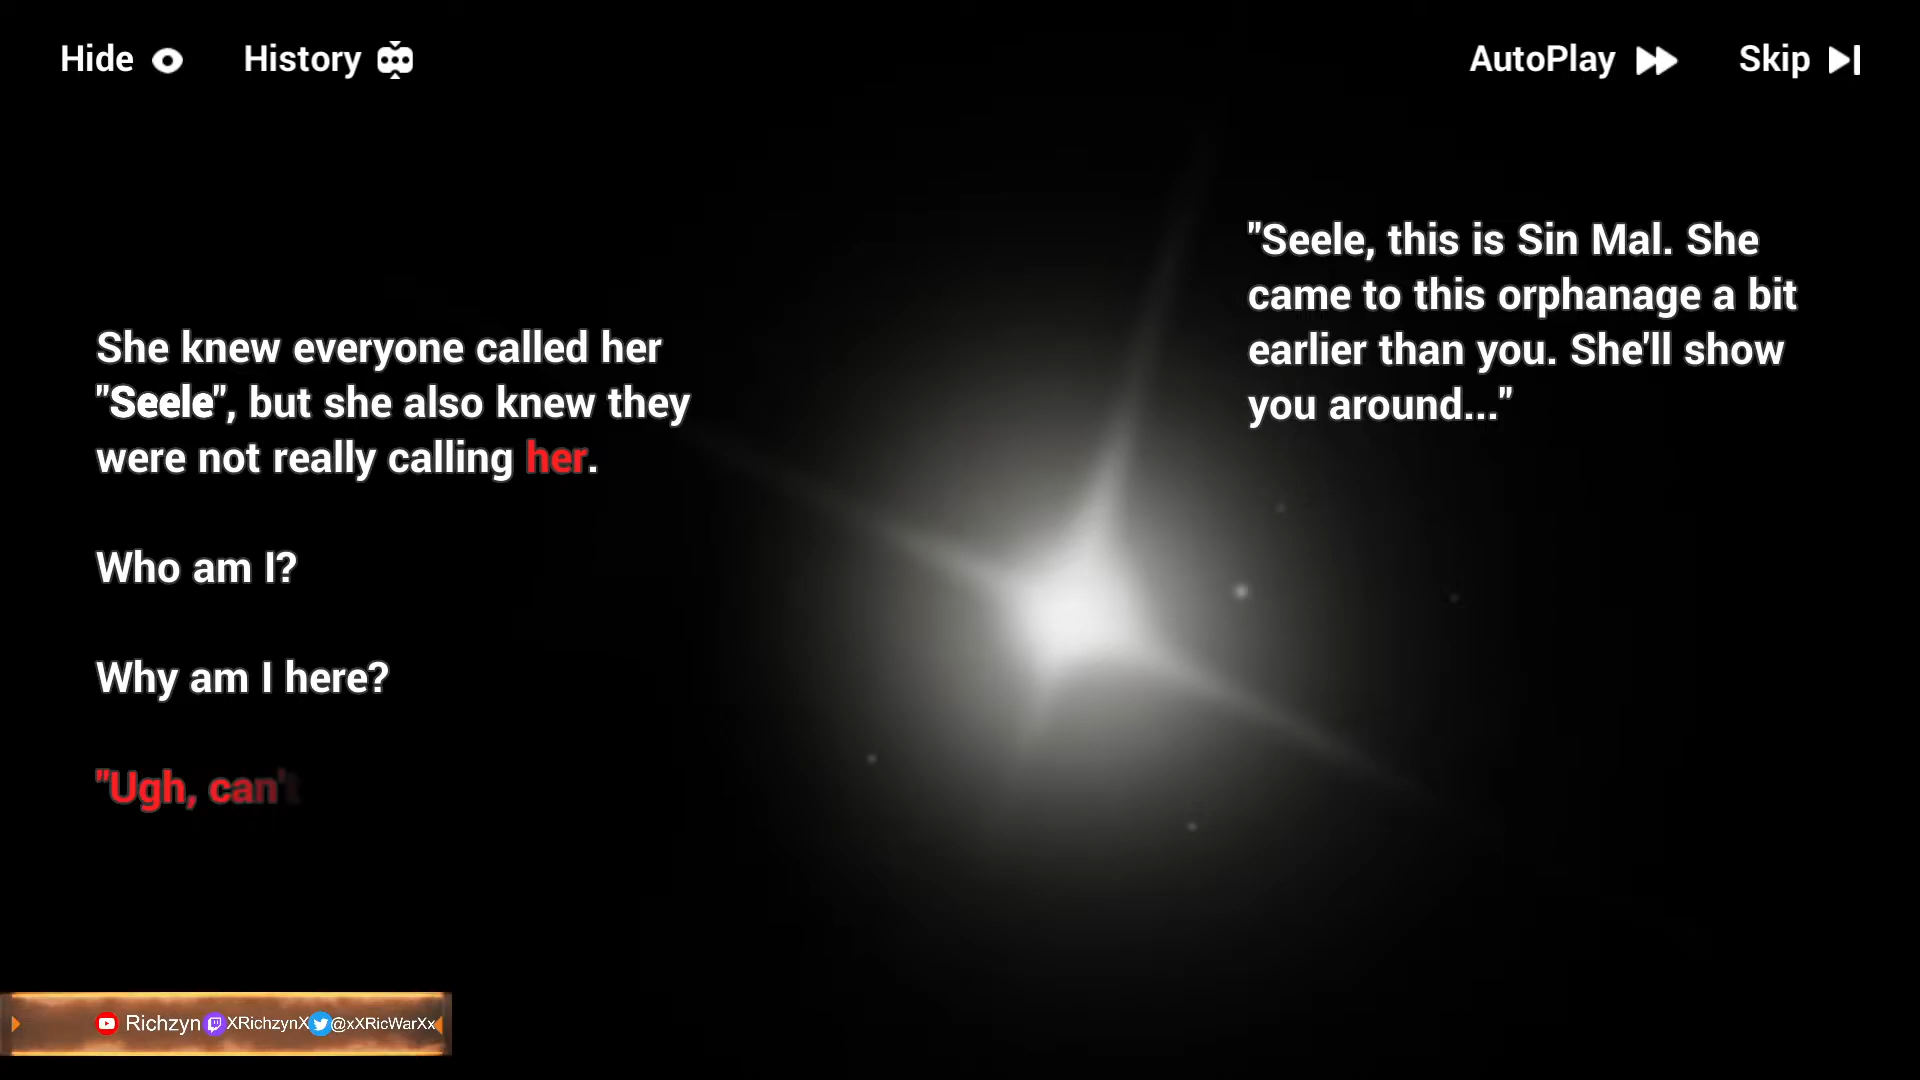 Hide
History
AutoPlay
Skip
She knew everyone called her
"Seele", but she also knew they
were not really calling her.
Who am I?
Why am I here?
"Ugh, can't
"Seele, this is Sin Mal. She
came to this orphanage a bit
earlier than you. She'll show
you around..."
Richzyn XRichzynX @xXRicWarXx